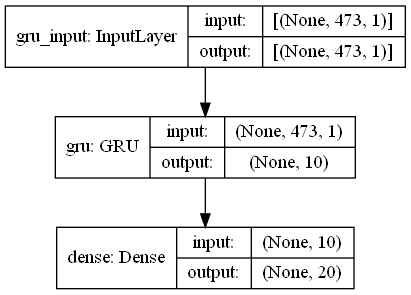 gru_input: InputLayer
input:
[(None, 473, 1)]
output:
[(None, 473, 1)]
gru: GRU
input:
(None, 473, 1)
output:
(None, 10)
dense: Dense
input:
(None, 10)
output:
(None, 20)